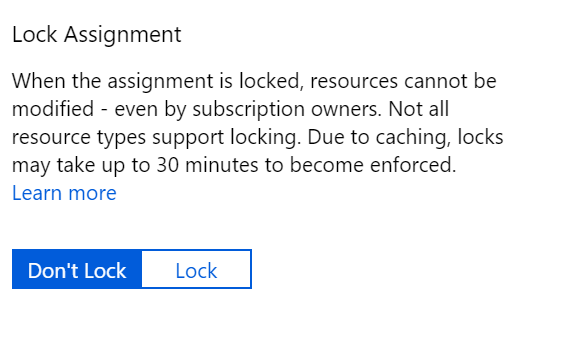 Lock Assignment
When the assignment is locked, resources cannot be
modified - even by subscription owners. Not all
resource types support locking. Due to caching, locks
may take up to 30 minutes to become enforced.
Learn more
Don't Lock
Lock